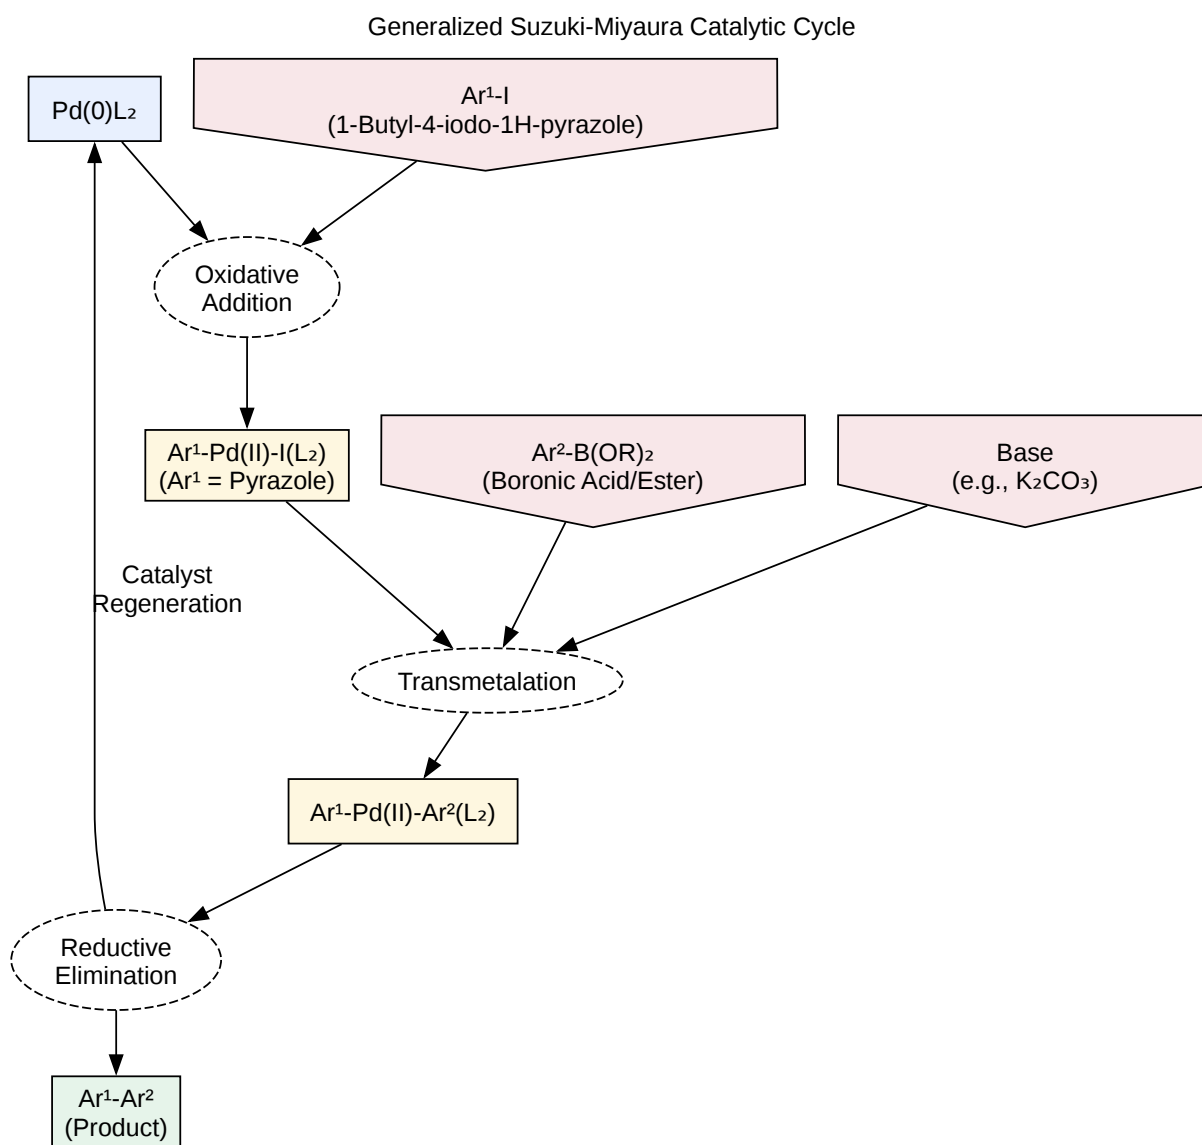 Generalized Suzuki-Miyaura Catalytic Cycle
Pd(0)L₂
Ar¹-I
(1-Butyl-4-iodo-1H-pyrazole)
Oxidative
Addition
Ar¹-Pd(II)-I(L₂)
(Ar¹ = Pyrazole)
Ar²-B(OR)₂
(Boronic Acid/Ester)
Base
(e.g., K₂CO₃)
Catalyst
Regeneration
Transmetalation
Ar¹-Pd(II)-Ar²(L₂)
Reductive
Elimination
Ar¹-Ar²
(Product)